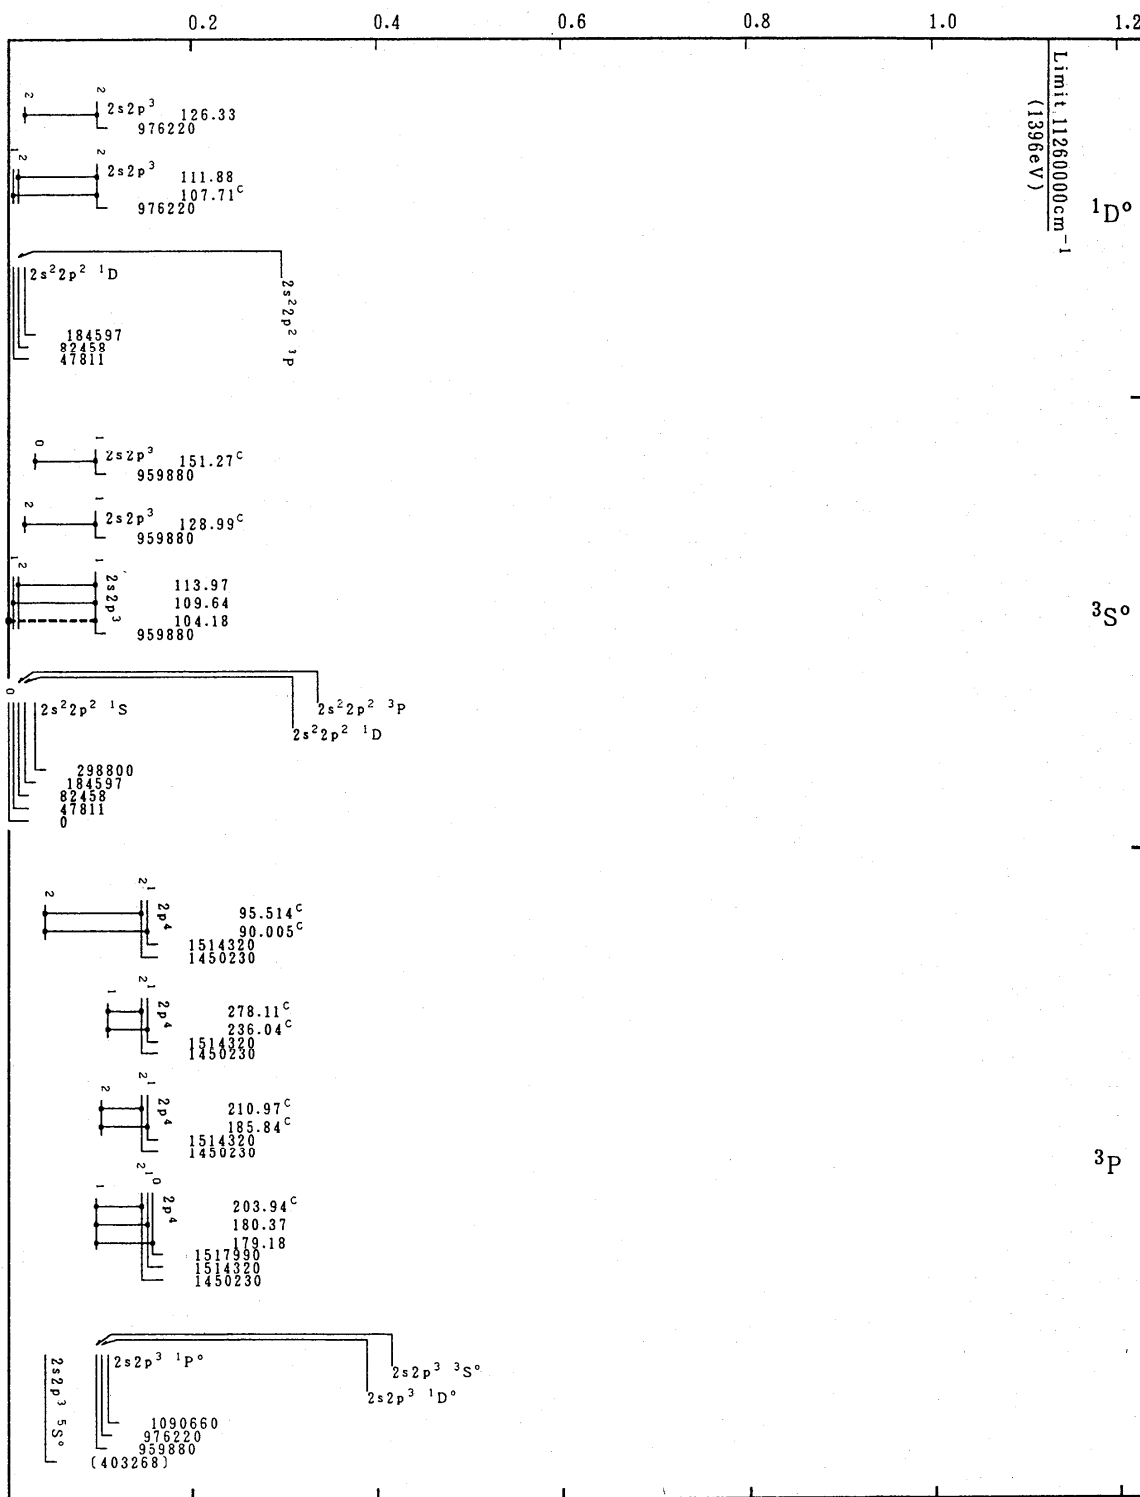 0.2 0.4 0.6 0.8 1.0 1.2
Limit 11260000cm⁻¹
(1396eV)
¹D°
2 2
2s2p³ 126.33
976220
1 2 2
2s2p³ 111.88
107.71ᶜ
976220
2s²2p² ¹D
2s²2p² ³P
184597
82458
47811
³S°
0 1
2s2p³ 151.27ᶜ
959880
2 1
2s2p³ 128.99ᶜ
959880
1 2 1
2s2p³
113.97
109.64
104.18
959880
0
2s²2p² ¹S
2s²2p² ³P
2s²2p² ¹D
298800
184597
82458
47811
0
³P
2 2 1
2p⁴
95.514ᶜ
90.005ᶜ
1514320
1450230
1 2 1
2p⁴
278.11ᶜ
236.04ᶜ
1514320
1450230
2 2 1
2p⁴
210.97ᶜ
185.84ᶜ
1514320
1450230
1 2 1 0
2p⁴
203.94ᶜ
180.37
179.18
1517990
1514320
1450230
2s2p³ ⁵S°
2s2p³ ¹P°
2s2p³ ³S°
2s2p³ ¹D°
1090660
976220
959880
(403268)